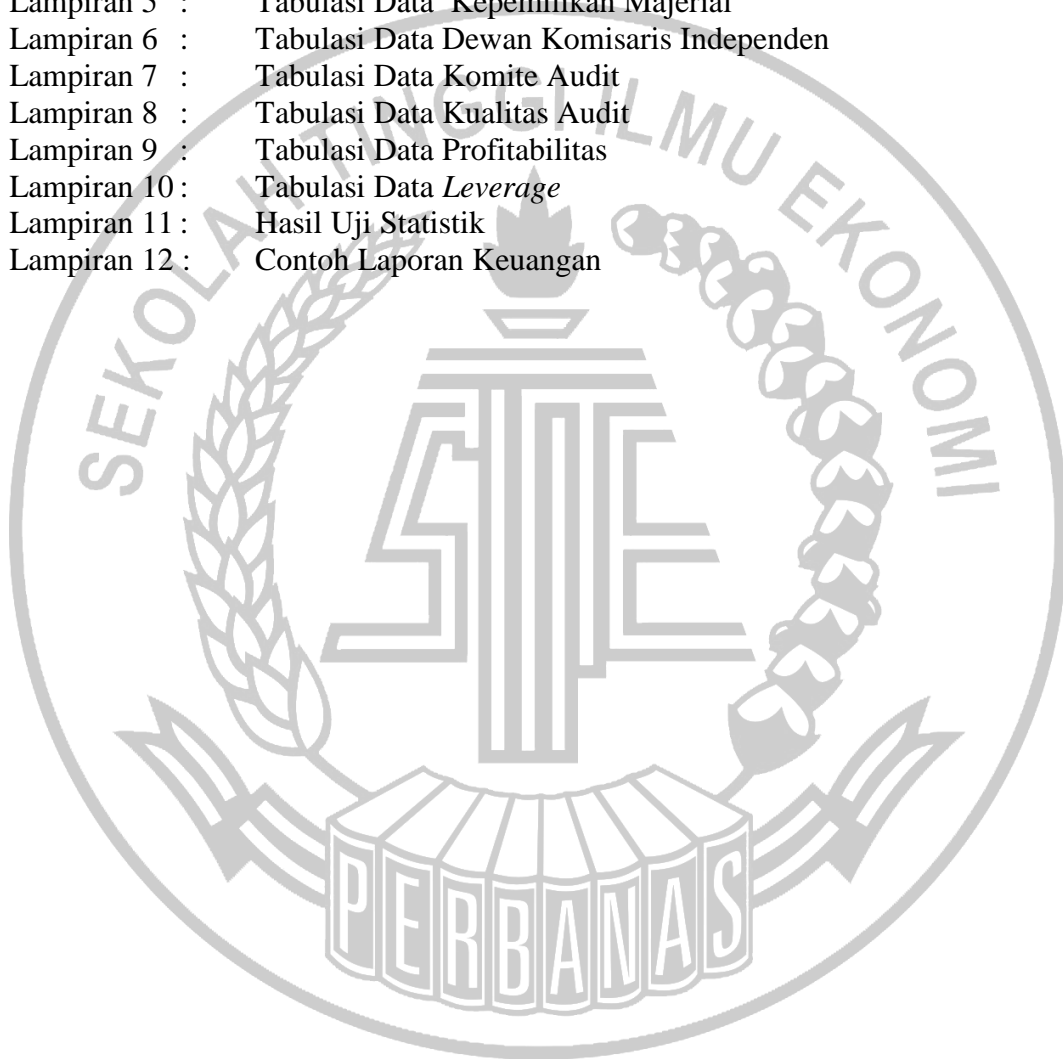 Lampiran 5 : Tabulasi Data Kepemilikan Majerial
Lampiran 6 : Tabulasi Data Dewan Komisaris Independen
Lampiran 7 : Tabulasi Data Komite Audit
Lampiran 8 : Tabulasi Data Kualitas Audit
Lampiran 9 : Tabulasi Data Profitabilitas
Lampiran 10 : Tabulasi Data Leverage
Lampiran 11 : Hasil Uji Statistik
Lampiran 12 : Contoh Laporan Keuangan
SEKOLAH TINGGI ILMU EKONOMI
STIE
PERBANAS